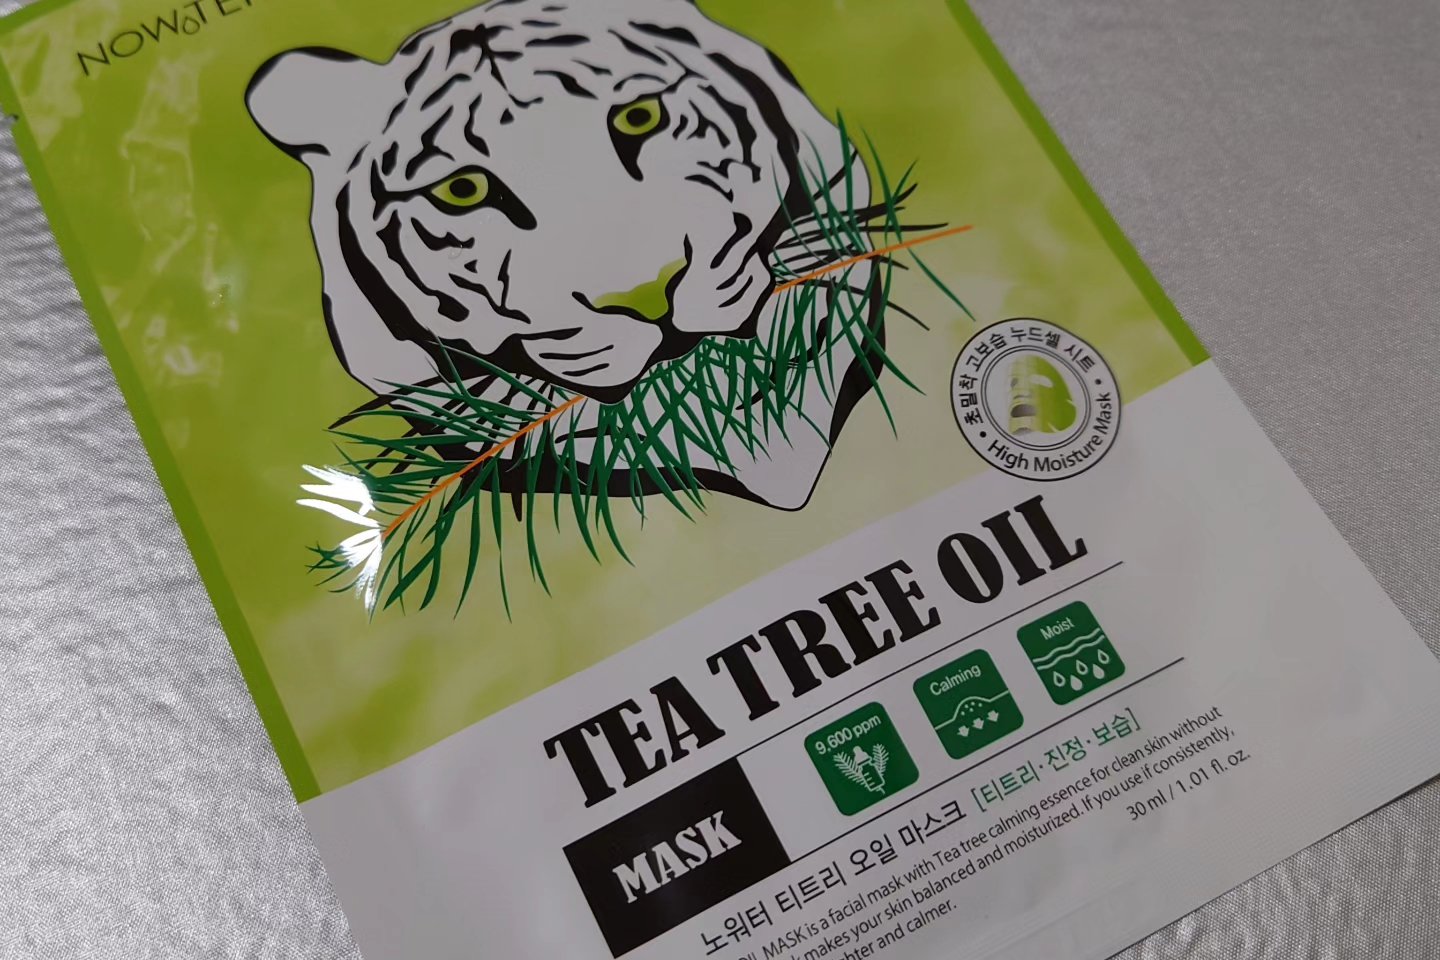 초밀착 고보습 누드셀 시트
High Moisture Mask
TEA TREE OIL
MASK
9,600 ppm
Calming
Moist
노워터 티트리 오일 마스크 [티트리·진정·보습]
OIL MASK is a facial mask with Tea tree calming essence for clean skin without
makes your skin balanced and moisturized. If you use if consistently,
and calmer.
30 ml / 1.01 fl. oz.